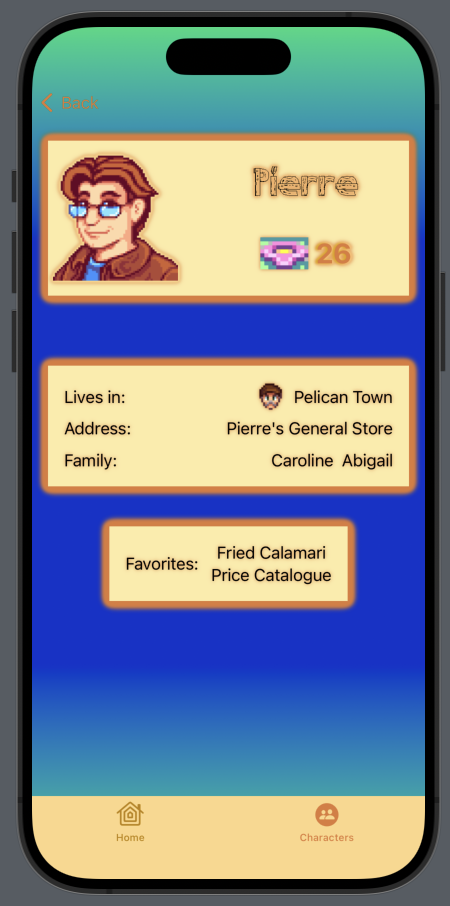 Back
Pierre
26
Lives in: Pelican Town
Address: Pierre's General Store
Family: Caroline Abigail
Favorites: Fried Calamari
Price Catalogue
Home Characters